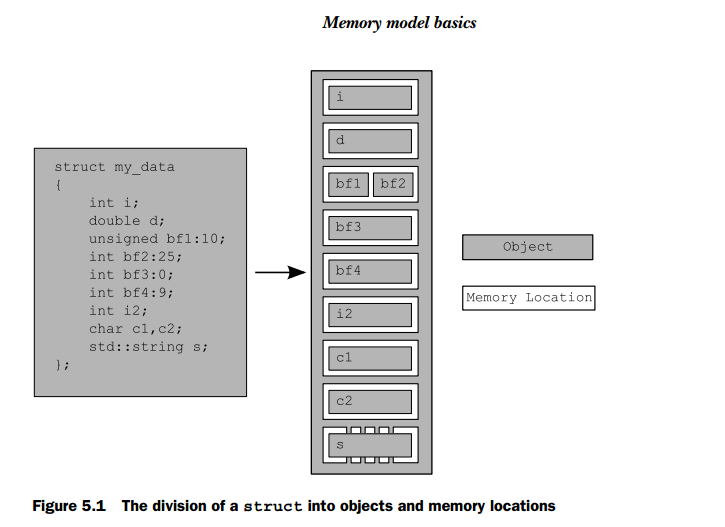 Memory model basics
struct my_data
{
int i;
double d;
unsigned bf1:10;
int bf2:25;
int bf3:0;
int bf4:9;
int i2;
char c1,c2;
std::string s;
};
i
d
bf1 bf2
bf3
bf4
i2
c1
c2
s
Object
Memory Location
Figure 5.1 The division of a struct into objects and memory locations